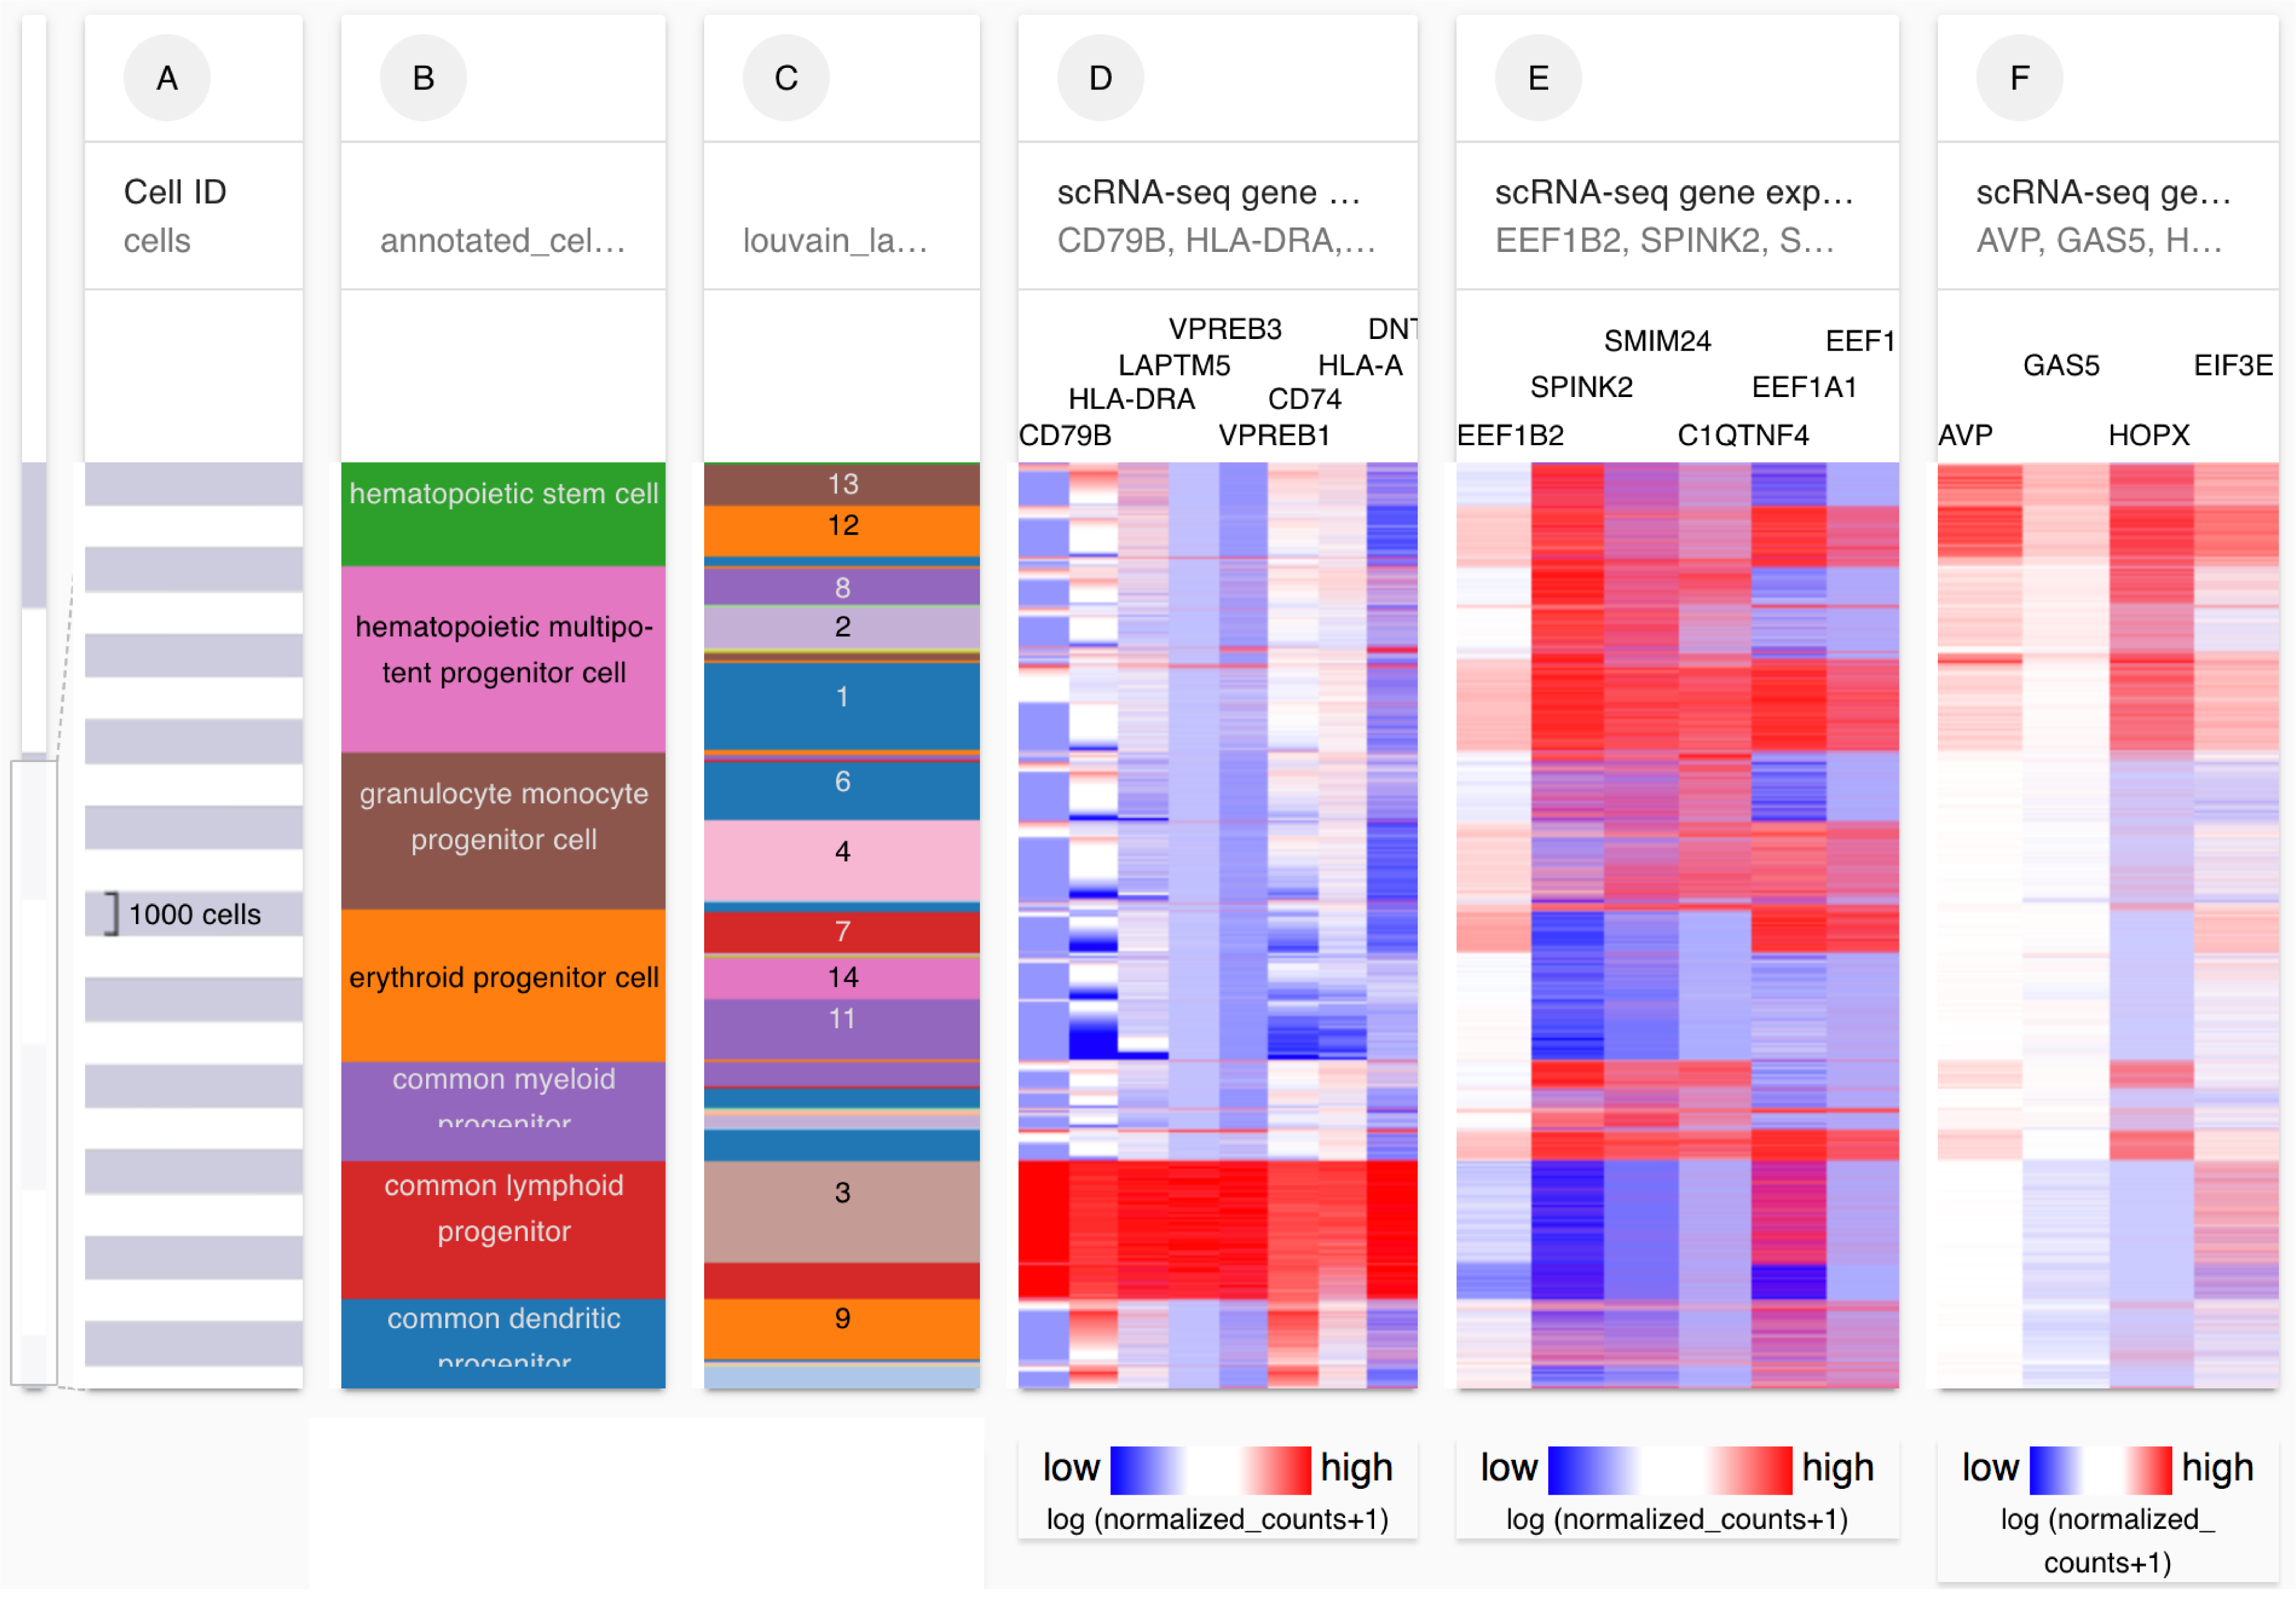 A
B
C
D
E
F
Cell ID
cells
annotated_cel...
louvain_la...
scRNA-seq gene ...
CD79B, HLA-DRA,...
scRNA-seq gene exp...
EEF1B2, SPINK2, S...
scRNA-seq ge...
AVP, GAS5, H...
VPREB3
DNT
LAPTM5
HLA-A
HLA-DRA
CD74
CD79B
VPREB1
SMIM24
EEF1
SPINK2
EEF1A1
EEF1B2
C1QTNF4
GAS5
EIF3E
AVP
HOPX
1000 cells
hematopoietic stem cell
hematopoietic multipo-
tent progenitor cell
granulocyte monocyte
progenitor cell
erythroid progenitor cell
common myeloid
progenitor
common lymphoid
progenitor
common dendritic
progenitor
13
12
8
2
1
6
4
7
14
11
3
9
low
high
log (normalized_counts+1)
low
high
log (normalized_counts+1)
low
high
log (normalized_
counts+1)